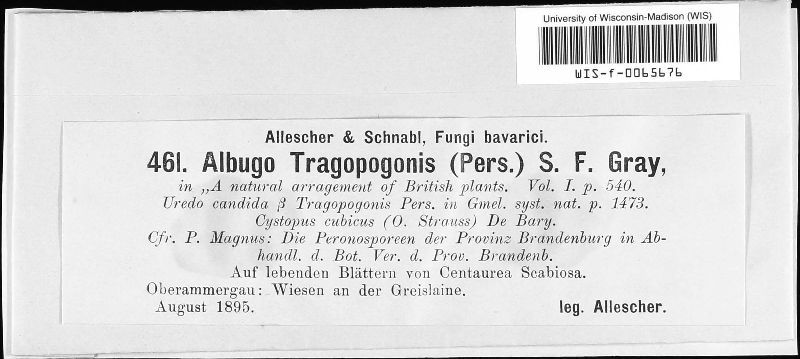 University of Wisconsin-Madison (WIS)
WIS-f-0065676
Allescher & Schnabl, Fungi bavarici.
461. Albugo Tragopogonis (Pers.) S. F. Gray,
in „A natural arragement of British plants. Vol. I. p. 540.
Uredo candida β Tragopogonis Pers. in Gmel. syst. nat. p. 1473.
Cystopus cubicus (O. Strauss) De Bary.
Cfr. P. Magnus: Die Peronosporeen der Provinz Brandenburg in Ab-
handl. d. Bot. Ver. d. Prov. Brandenb.
Auf lebenden Blättern von Centaurea Scabiosa.
Oberammergau: Wiesen an der Greislaine.
August 1895.
leg. Allescher.